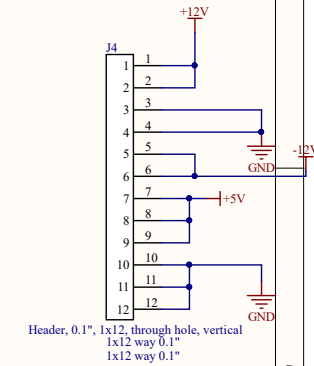 +12V
J4
1 1
2 2
3 3
4 4
5 5
-12V
GND
6 6
7 7
+5V
8 8
9 9
10 10
11 11
12 12
GND
Header, 0.1", 1x12, through hole, vertical
1x12 way 0.1"
1x12 way 0.1"